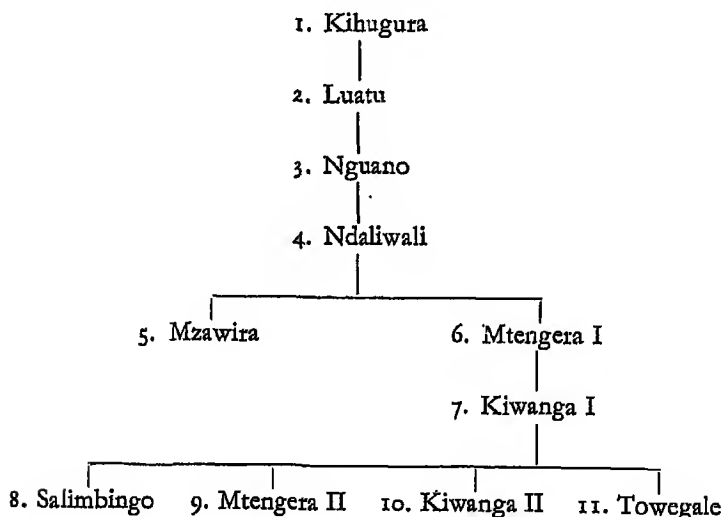 1. Kihugura
2. Luatu
3. Nguano
4. Ndaliwali
5. Mzawira 6. Mtengera I
7. Kiwanga I
8. Salimbingo 9. Mtengera II 10. Kiwanga II 11. Towegale